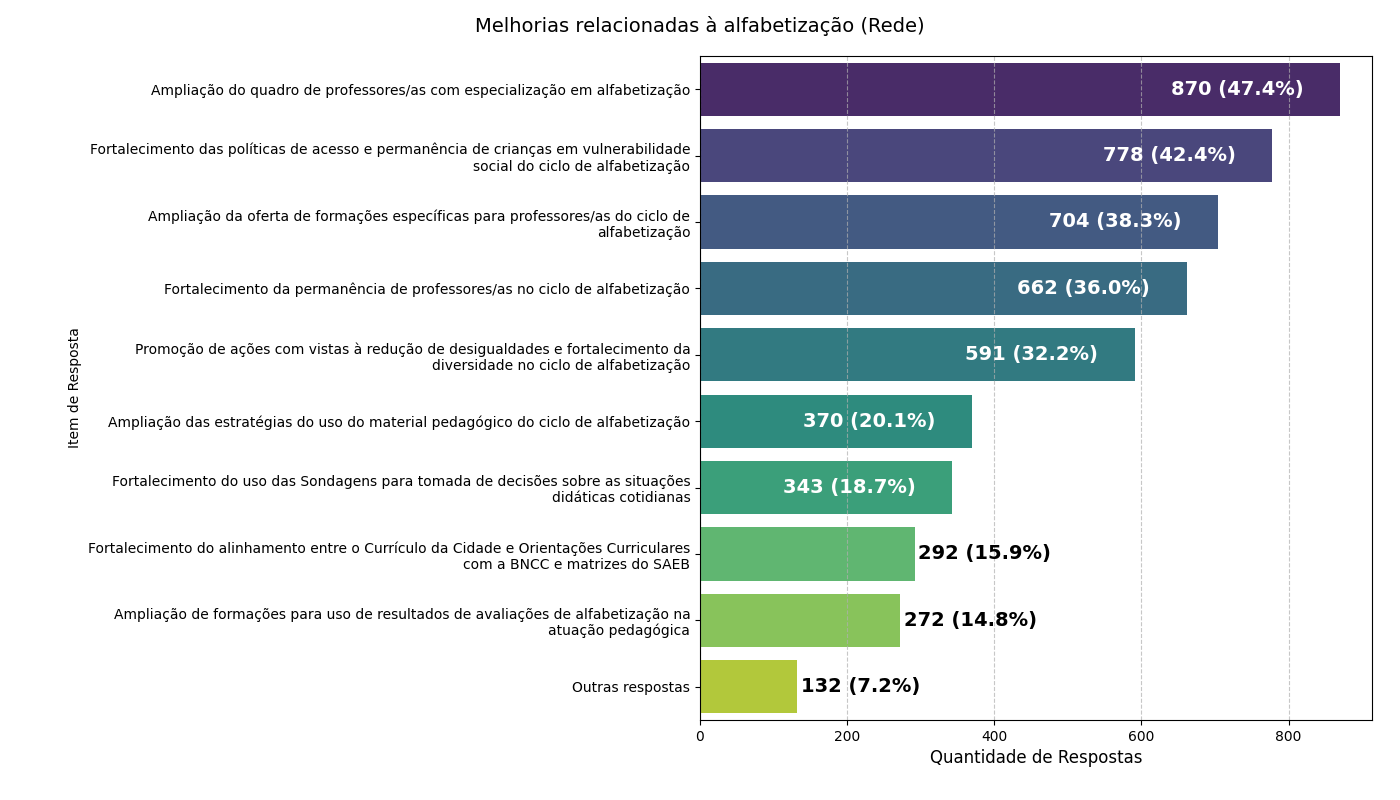 Melhorias relacionadas à alfabetização (Rede)
Ampliação do quadro de professores/as com especialização em alfabetização
870 (47.4%)
Fortalecimento das políticas de acesso e permanência de crianças em vulnerabilidade
social do ciclo de alfabetização
778 (42.4%)
Ampliação da oferta de formações específicas para professores/as do ciclo de
alfabetização
704 (38.3%)
Fortalecimento da permanência de professores/as no ciclo de alfabetização
662 (36.0%)
Promoção de ações com vistas à redução de desigualdades e fortalecimento da
diversidade no ciclo de alfabetização
591 (32.2%)
Ampliação das estratégias do uso do material pedagógico do ciclo de alfabetização
370 (20.1%)
Fortalecimento do uso das Sondagens para tomada de decisões sobre as situações
didáticas cotidianas
343 (18.7%)
Fortalecimento do alinhamento entre o Currículo da Cidade e Orientações Curriculares
com a BNCC e matrizes do SAEB
292 (15.9%)
Ampliação de formações para uso de resultados de avaliações de alfabetização na
atuação pedagógica
272 (14.8%)
Outras respostas
132 (7.2%)
Item de Resposta
0 200 400 600 800
Quantidade de Respostas